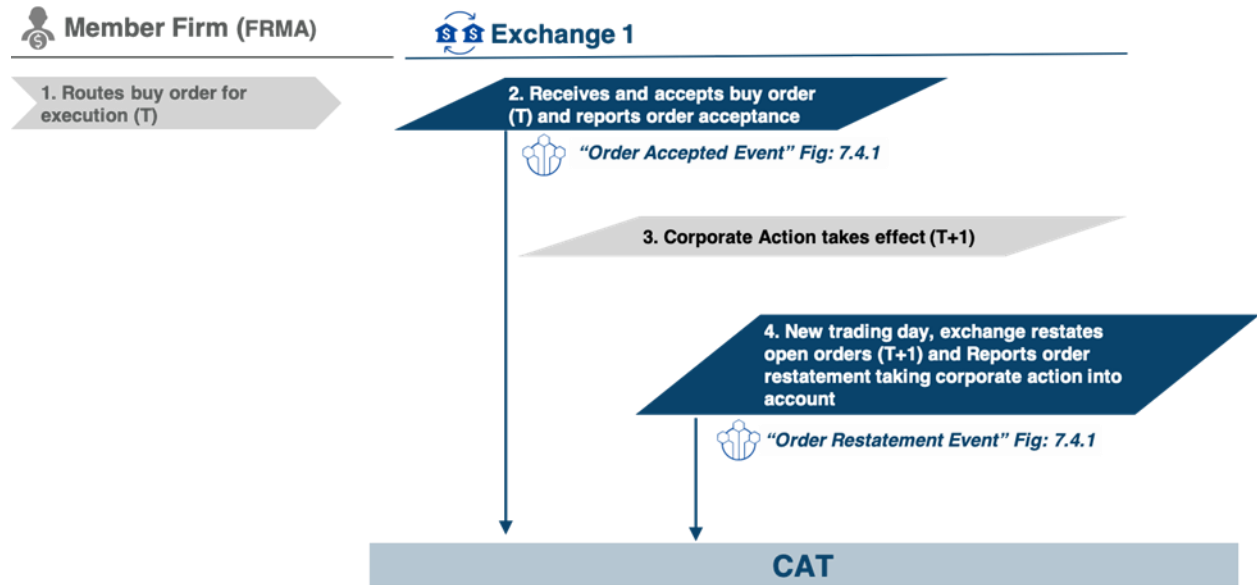 Member Firm (FRMA)
Exchange 1
1. Routes buy order for
execution (T)
2. Receives and accepts buy order
(T) and reports order acceptance
“Order Accepted Event” Fig: 7.4.1
3. Corporate Action takes effect (T+1)
4. New trading day, exchange restates
open orders (T+1) and Reports order
restatement taking corporate action into
account
“Order Restatement Event” Fig: 7.4.1
CAT